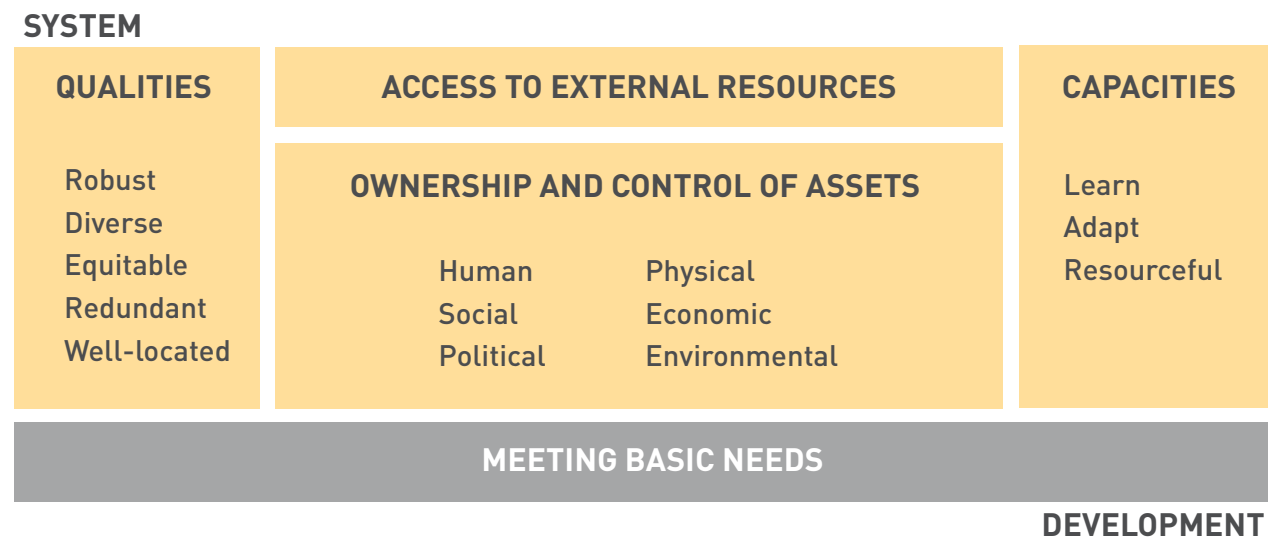 SYSTEM
QUALITIES
Robust
Diverse
Equitable
Redundant
Well-located
ACCESS TO EXTERNAL RESOURCES
OWNERSHIP AND CONTROL OF ASSETS
Human
Social
Political
Physical
Economic
Environmental
CAPACITIES
Learn
Adapt
Resourceful
MEETING BASIC NEEDS
DEVELOPMENT